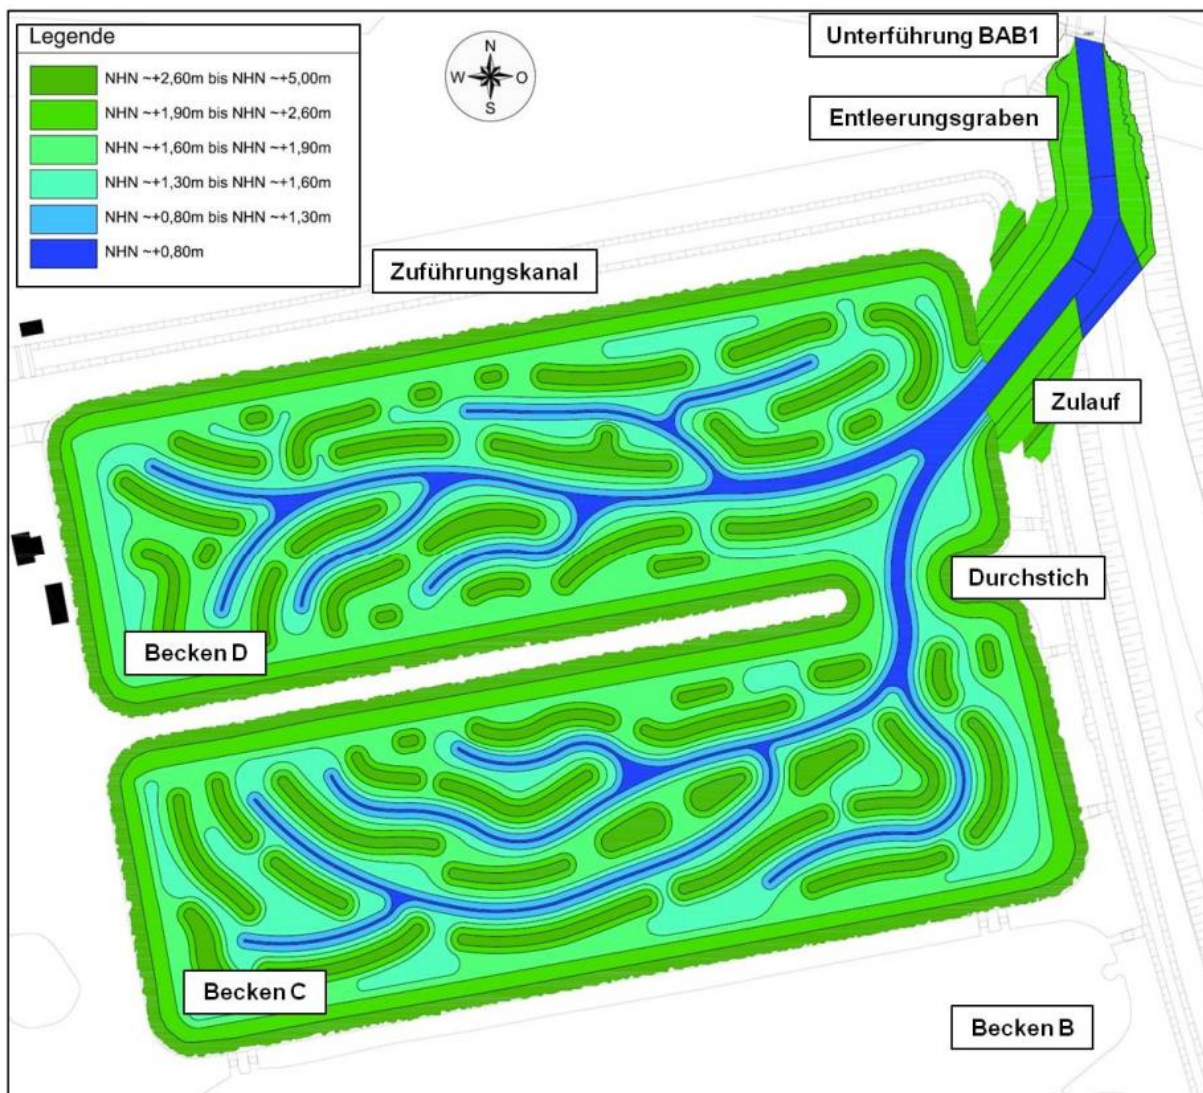 Legende
NHN ~+2,60m bis NHN ~+5,00m
NHN ~+1,90m bis NHN ~+2,60m
NHN ~+1,60m bis NHN ~+1,90m
NHN ~+1,30m bis NHN ~+1,60m
NHN ~+0,80m bis NHN ~+1,30m
NHN ~+0,80m
N
W O
S
Unterführung BAB1
Entleerungsgraben
Zuführungskanal
Zulauf
Durchstich
Becken D
Becken C
Becken B